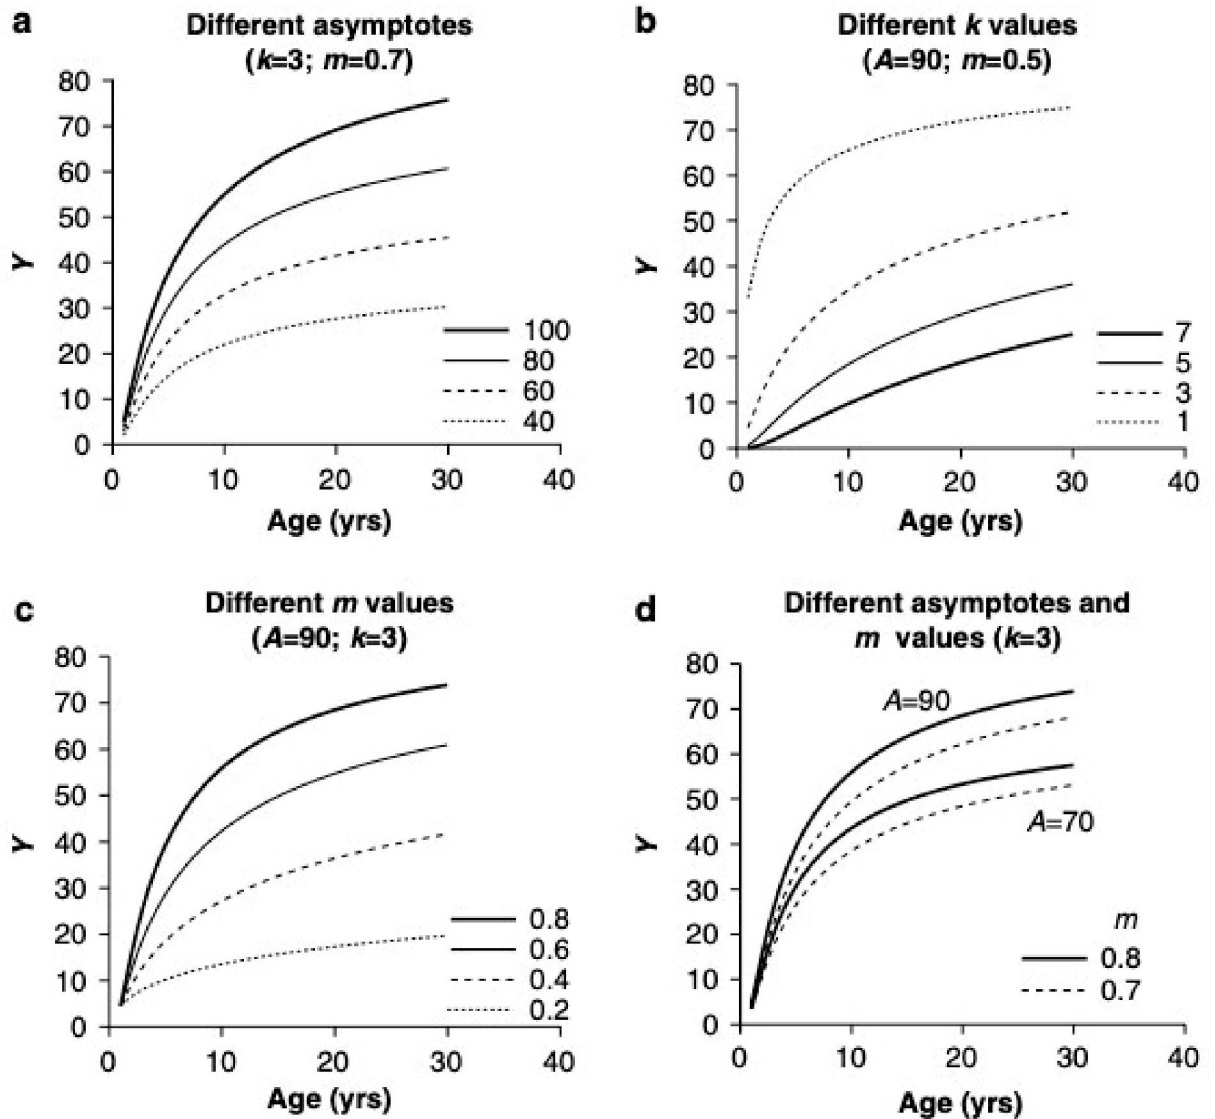 a
Different asymptotes
(k=3; m=0.7)
80
70
60
50
40
30
20
10
0
Y
100
80
60
40
0 10 20 30 40
Age (yrs)
b
Different k values
(A=90; m=0.5)
80
70
60
50
40
30
20
10
0
Y
7
5
3
1
0 10 20 30 40
Age (yrs)
c
Different m values
(A=90; k=3)
80
70
60
50
40
30
20
10
0
Y
0.8
0.6
0.4
0.2
0 10 20 30 40
Age (yrs)
d
Different asymptotes and
m values (k=3)
80
70
60
50
40
30
20
10
0
Y
A=90
A=70
m
0.8
0.7
0 10 20 30 40
Age (yrs)